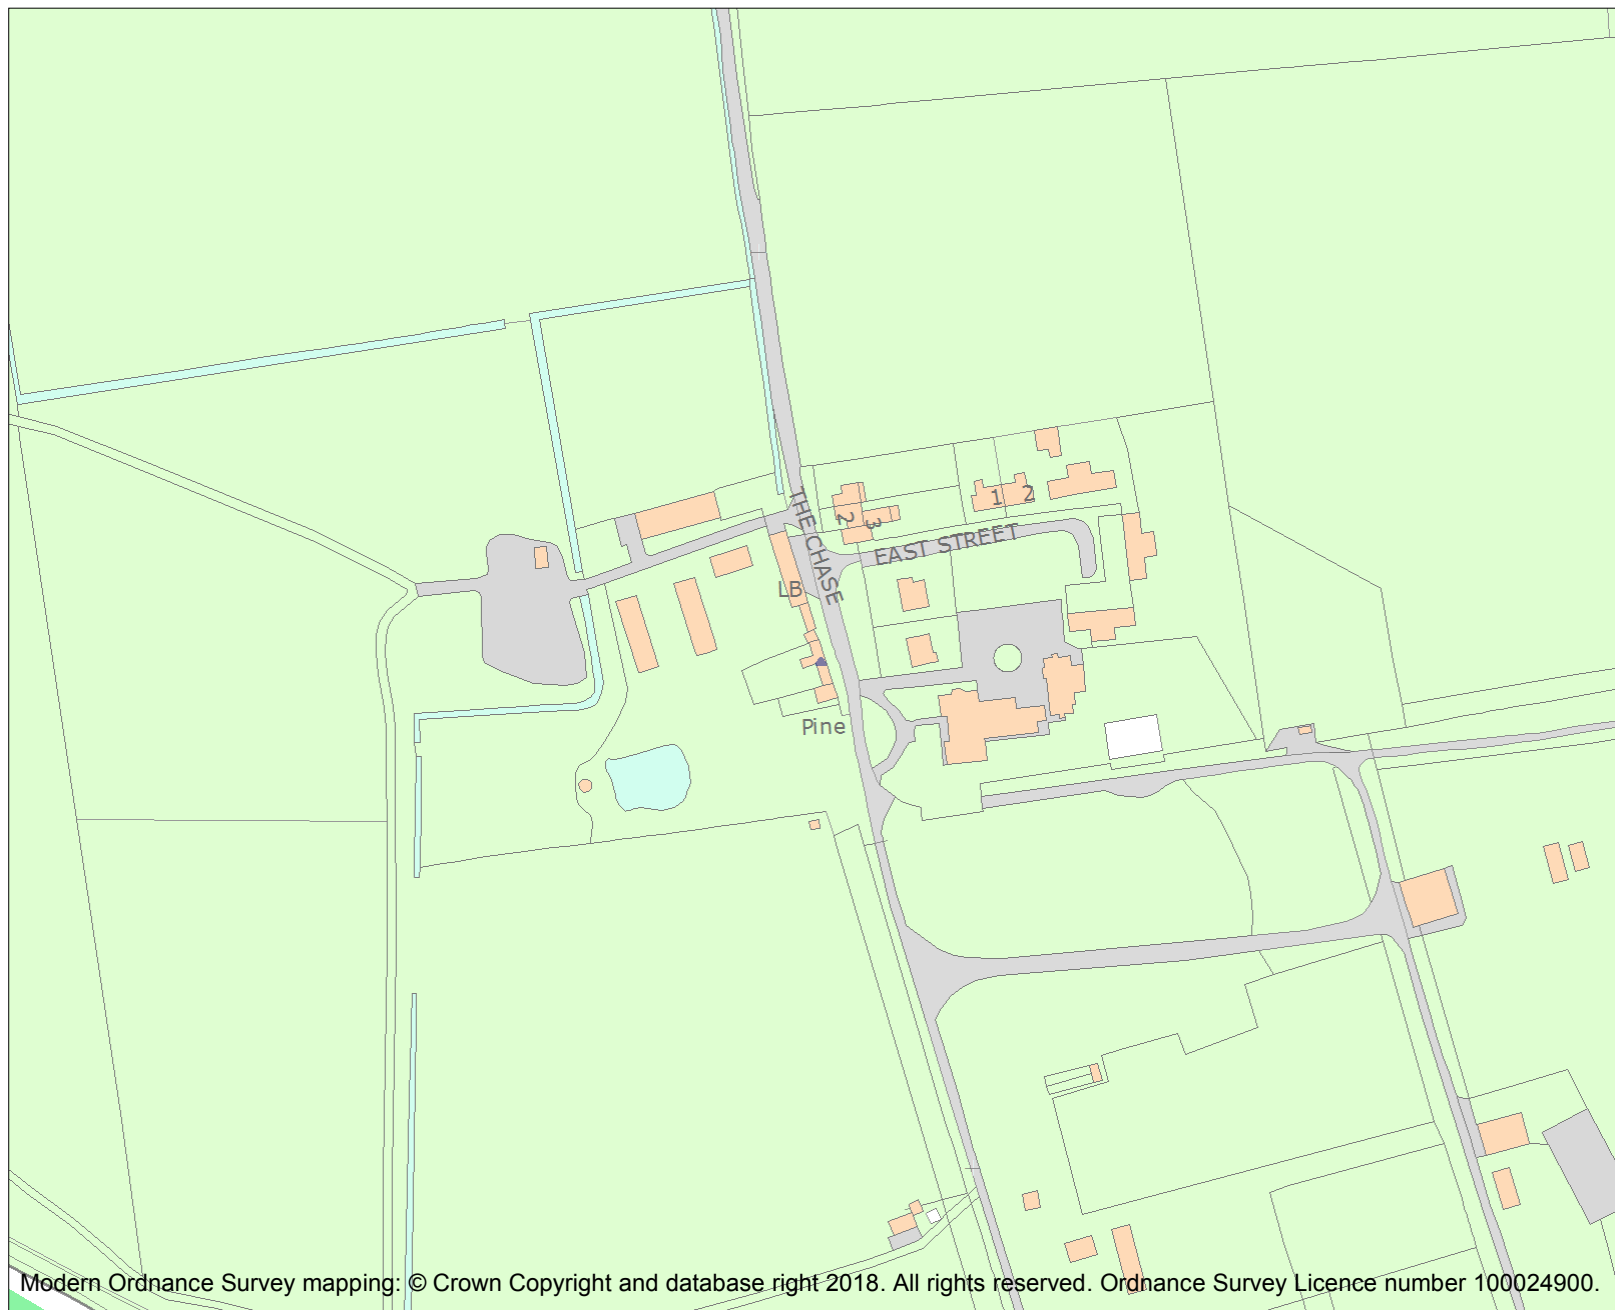 THE CHASE
1
2
2
3
EAST STREET
LB
Pine
Modern Ordnance Survey mapping: © Crown Copyright and database right 2018. All rights reserved. Ordnance Survey Licence number 100024900.